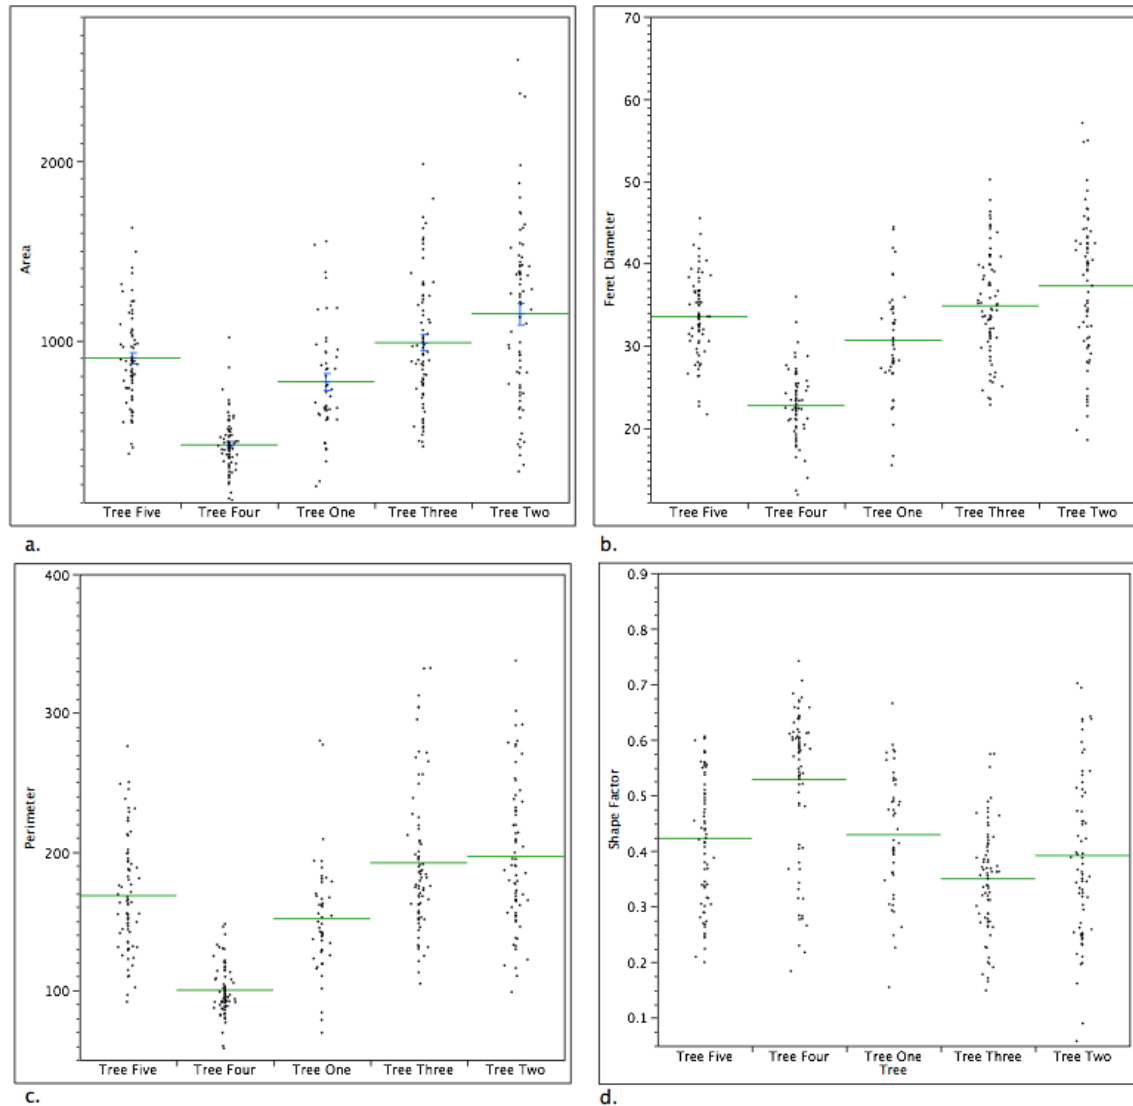 2000
1000
Area
Tree Five Tree Four Tree One Tree Three Tree Two
a.
70
60
50
40
30
20
Feret Diameter
Tree Five Tree Four Tree One Tree Three Tree Two
b.
400
300
200
100
Perimeter
Tree Five Tree Four Tree One Tree Three Tree Two
c.
0.9
0.8
0.7
0.6
0.5
0.4
0.3
0.2
0.1
Shape Factor
Tree Five Tree Four Tree One Tree Three Tree Two
Tree
d.